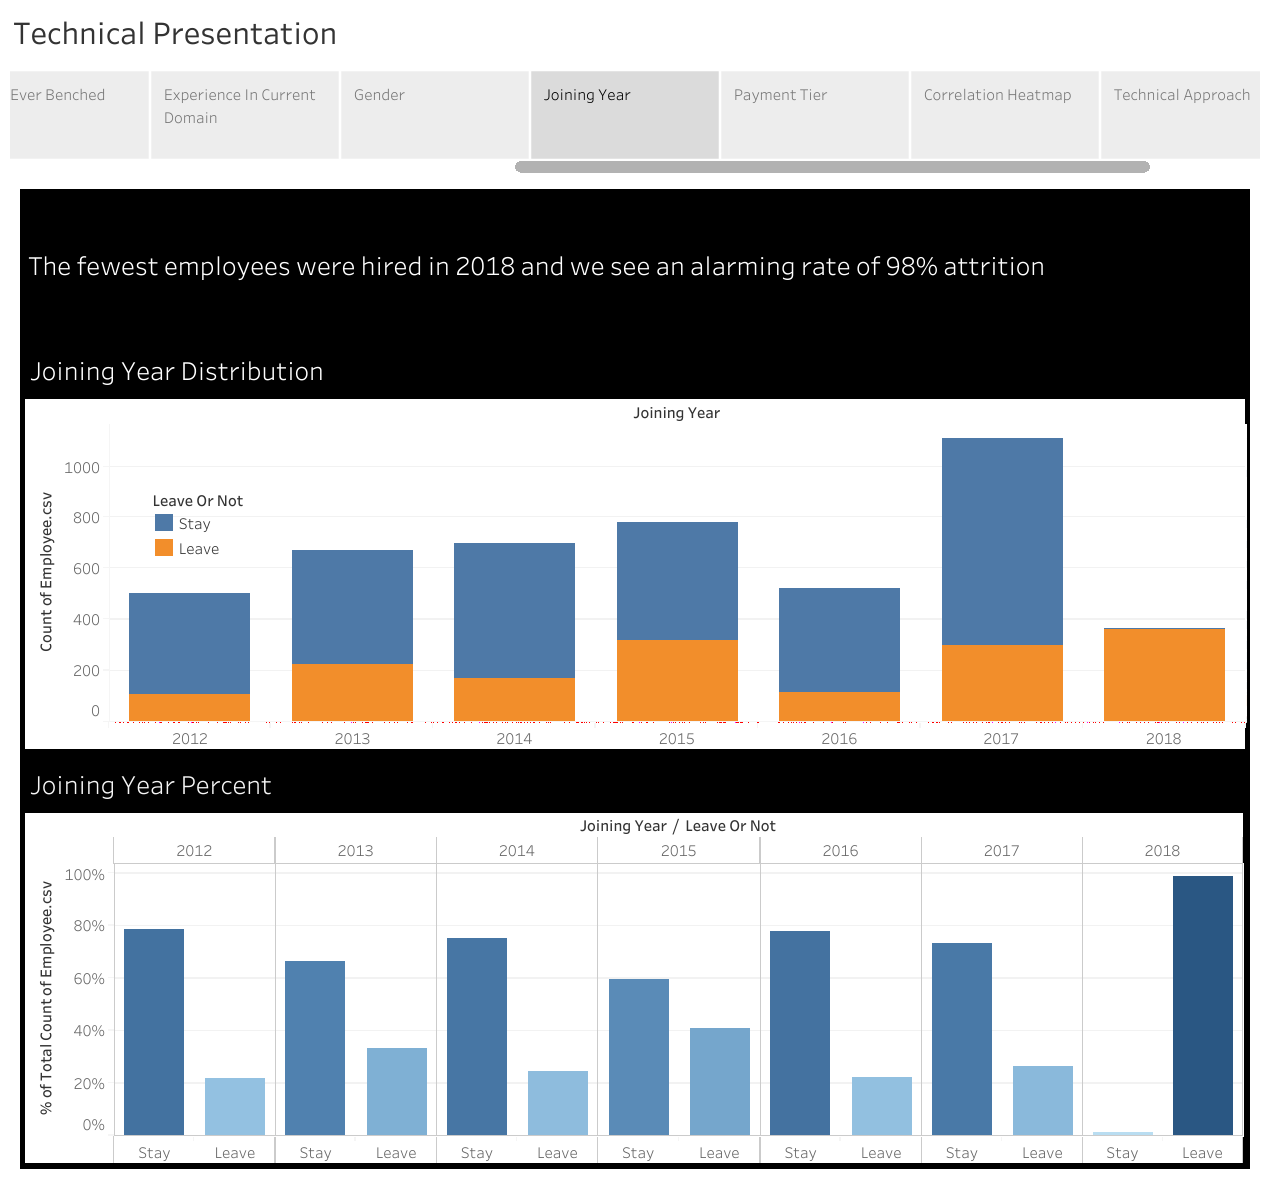 Technical Presentation
Ever Benched
Experience In Current
Domain
Gender
Joining Year
Payment Tier
Correlation Heatmap
Technical Approach
The fewest employees were hired in 2018 and we see an alarming rate of 98% attrition
Joining Year Distribution
Joining Year
Count of Employee.csv
1000
800
600
400
200
0
Leave Or Not
Stay
Leave
2012 2013 2014 2015 2016 2017 2018
Joining Year Percent
Joining Year / Leave Or Not
2012 2013 2014 2015 2016 2017 2018
% of Total Count of Employee.csv
100%
80%
60%
40%
20%
0%
Stay Leave Stay Leave Stay Leave Stay Leave Stay Leave Stay Leave Stay Leave